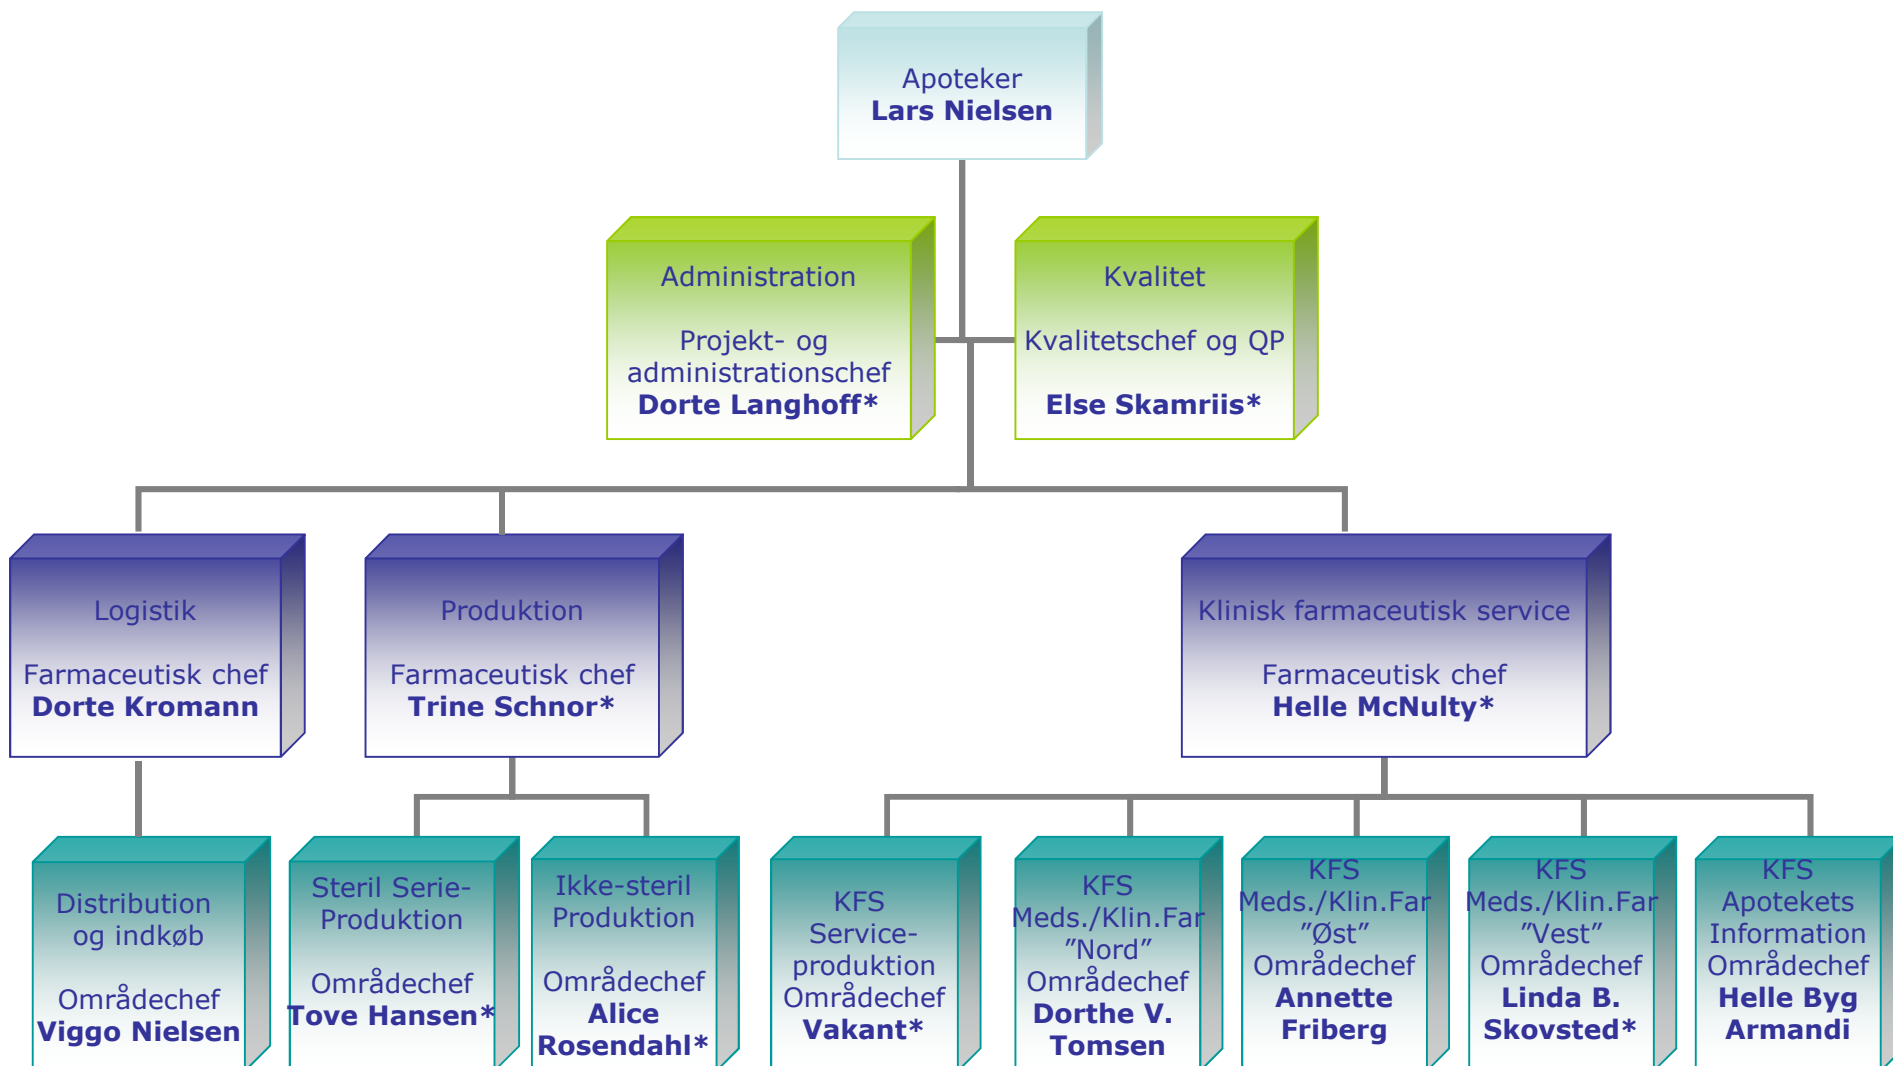 Apoteker
Lars Nielsen
Administration
Projekt- og
administrationschef
Dorte Langhoff*
Kvalitet
Kvalitetschef og QP
Else Skamriis*
Logistik
Farmaceutisk chef
Dorte Kromann
Produktion
Farmaceutisk chef
Trine Schnor*
Klinisk farmaceutisk service
Farmaceutisk chef
Helle McNulty*
Distribution
og indkøb
Områdechef
Viggo Nielsen
Steril Serie-
Produktion
Områdechef
Tove Hansen*
Ikke-steril
Produktion
Områdechef
Alice
Rosendahl*
KFS
Service-
produktion
Områdechef
Vakant*
KFS
Meds./Klin.Far
”Nord”
Områdechef
Dorthe V.
Tomsen
KFS
Meds./Klin.Far
”Øst”
Områdechef
Annette
Friberg
KFS
Meds./Klin.Far
”Vest”
Områdechef
Linda B.
Skovsted*
KFS
Apotekets
Information
Områdechef
Helle Byg
Armandi